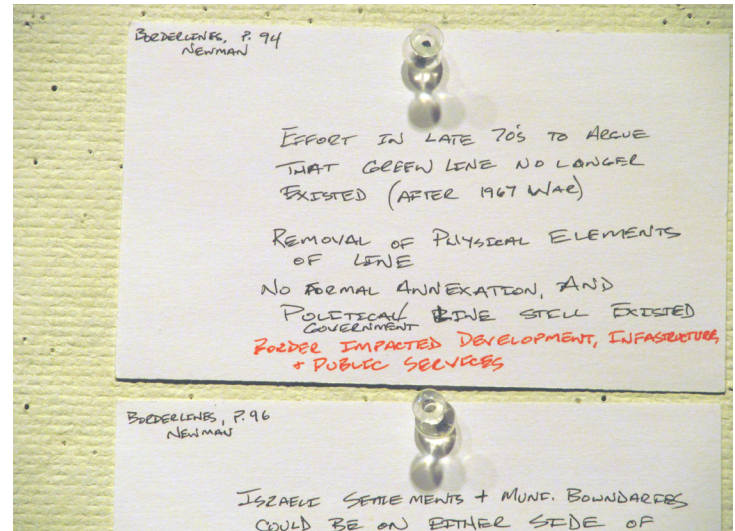 BORDERLINES, P. 94
NEWMAN
EFFORT IN LATE 70'S TO ARGUE
THAT GREEN LINE NO LONGER
EXISTED (AFTER 1967 WAR)
REMOVAL OF PHYSICAL ELEMENTS
OF LINE
NO FORMAL ANNEXATION, AND
POLITICAL/ LINE STILL EXISTED
GOVERNMENT
BORDER IMPACTED DEVELOPMENT, INFASTRUCTURE
+ PUBLIC SERVICES
BORDERLINES, P. 96
NEWMAN
ISRAELI SETTLEMENTS + MUNI. BOUNDARIES
COULD BE ON EITHER SIDE OF